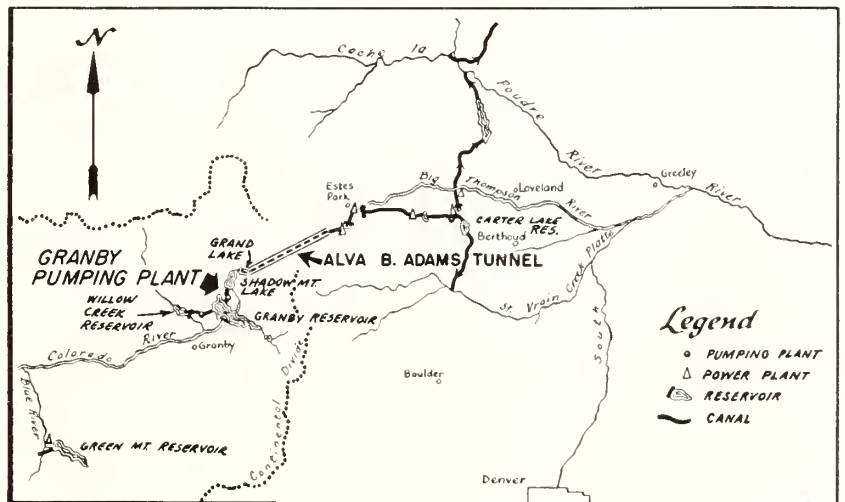 N
Cache la
Poudre
River
Greeley
River
Big Thompson
River
Loveland
Estes
Park
CARTER LAKE
RES.
Berthoud
GRAND
LAKE
ALVA B. ADAMS TUNNEL
GRANBY
PUMPING PLANT
SHADOW MT.
LAKE
WILLOW
CREEK
RESERVOIR
GRANBY RESERVOIR
St. Vrain Creek
Platte
South
Colorado River
Granby
Continental Divide
Boulder
Blue River
GREEN MT. RESERVOIR
Denver
Legend
PUMPING PLANT
POWER PLANT
RESERVOIR
CANAL